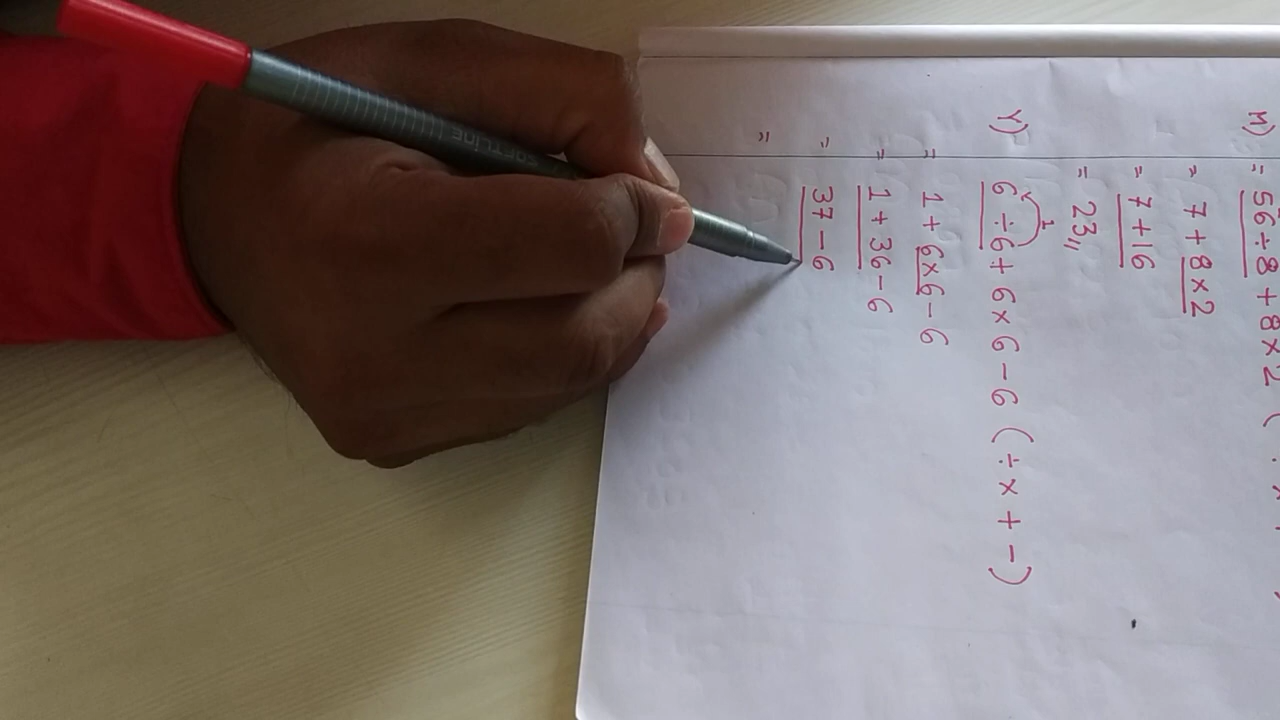 M) = 56 ÷ 8 + 8 × 2 (
= 7 + 8 × 2
= 7 + 16
= 23,,
Y) 6 ÷ 6 + 6 × 6 - 6 ( ÷ × + - )
1
= 1 + 6 × 6 - 6
= 1 + 36 - 6
= 37 - 6
=
SOFTLINE